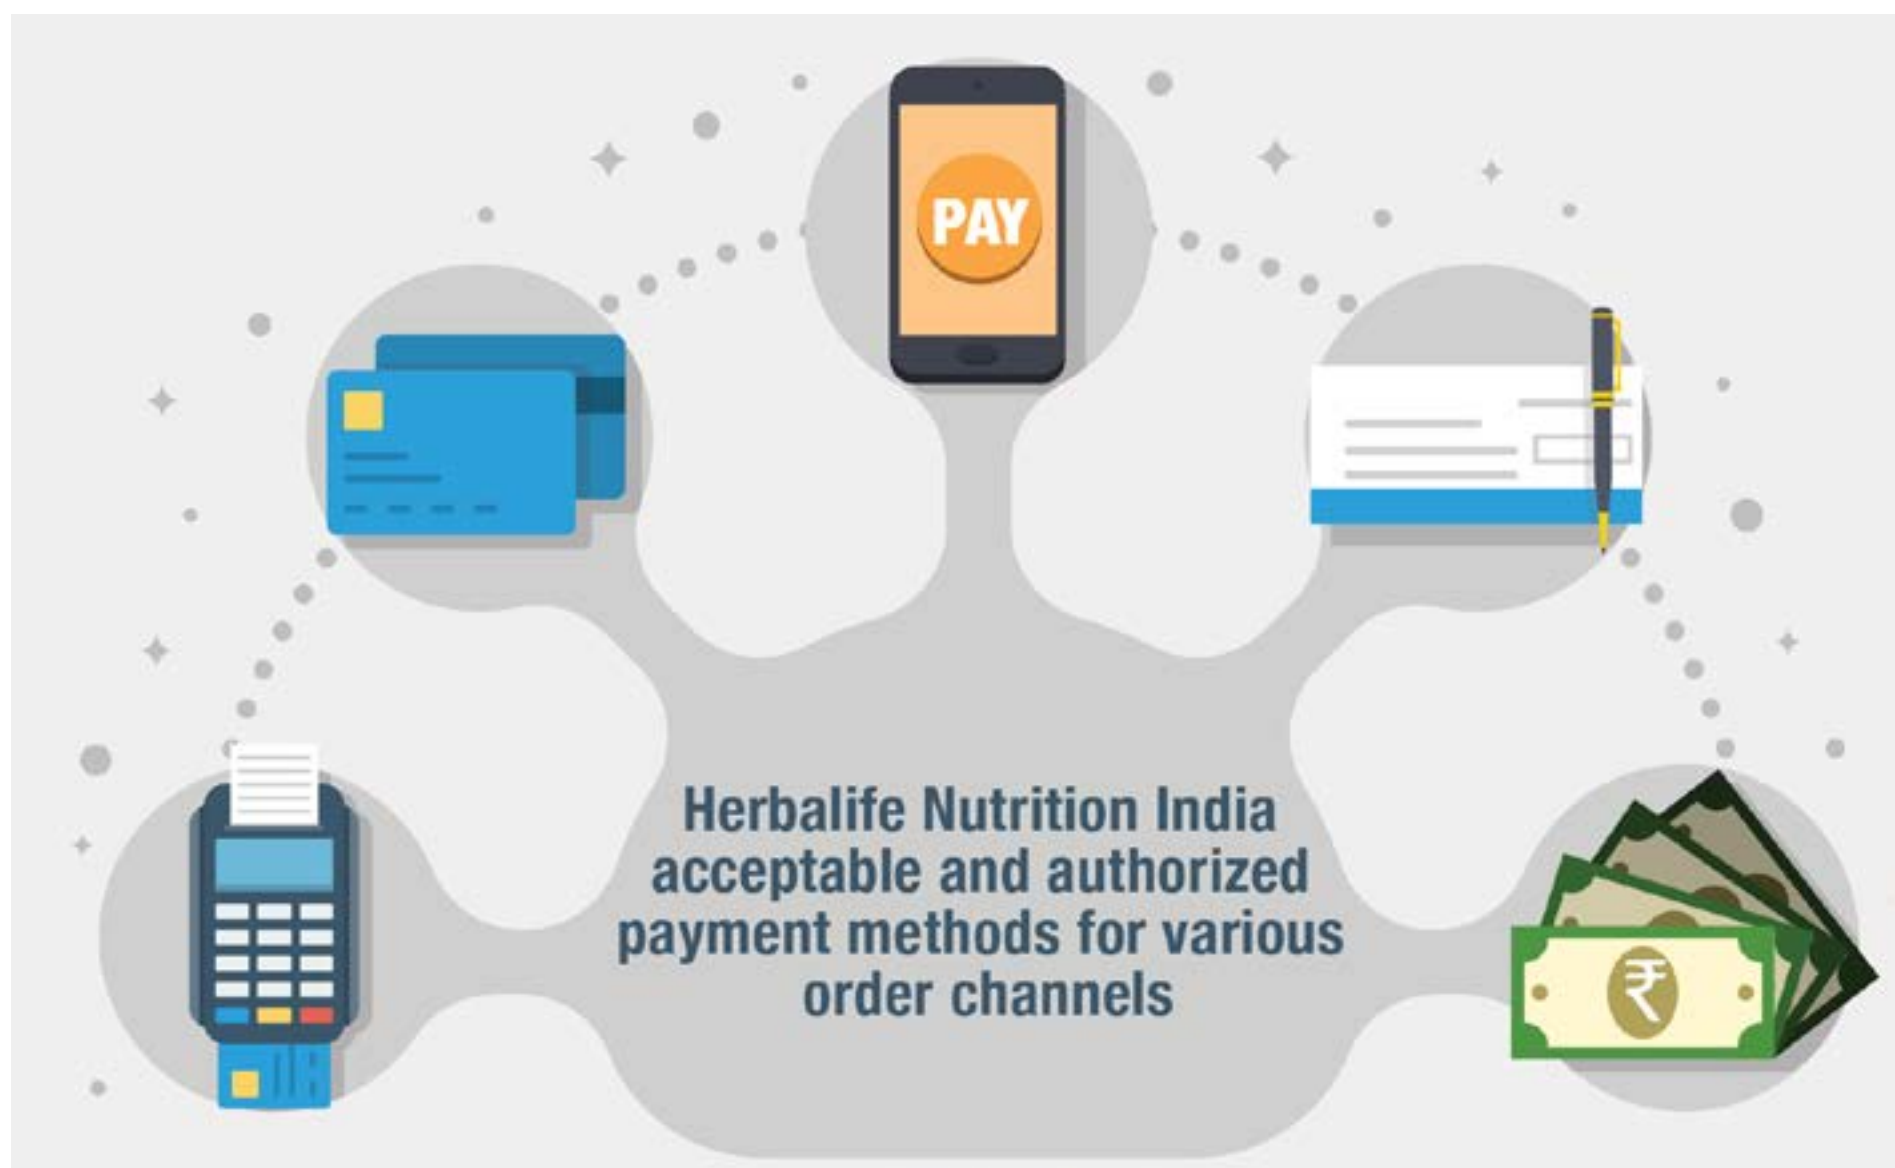 PAY
Herbalife Nutrition India
acceptable and authorized
payment methods for various
order channels
₹